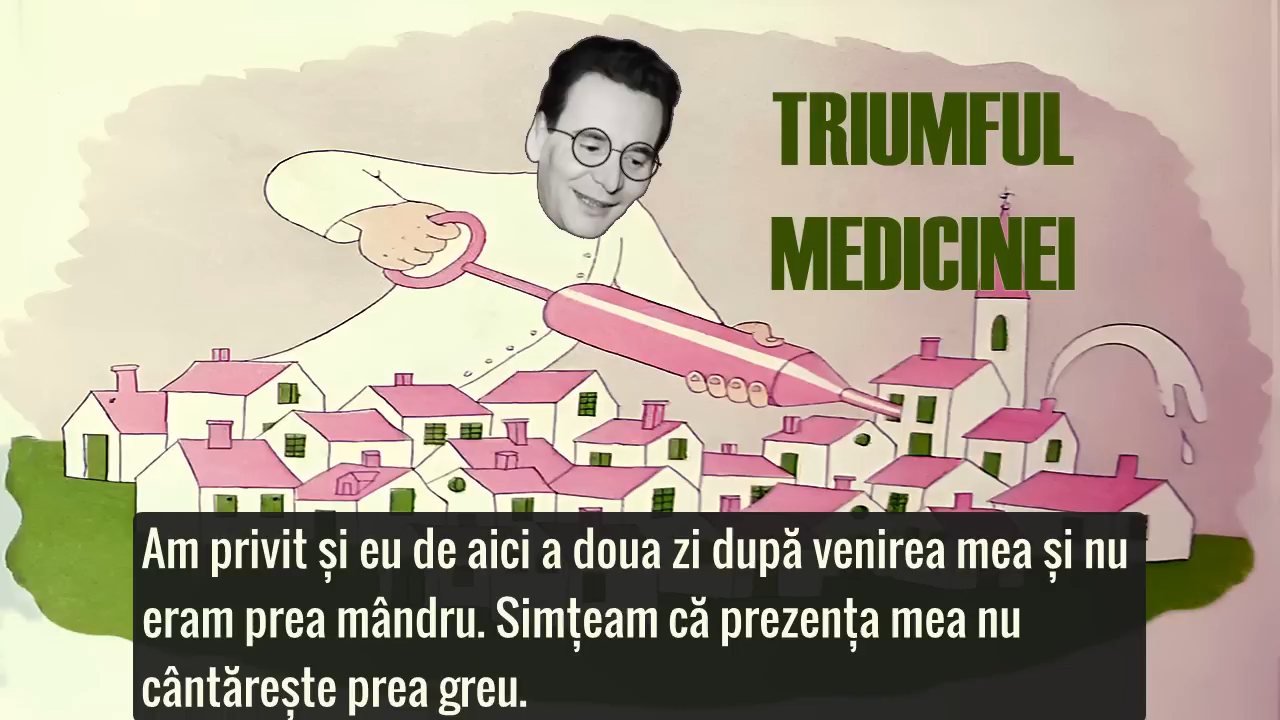 TRIUMFUL
MEDICINEI
Am privit și eu de aici a doua zi după venirea mea și nu
eram prea mândru. Simțeam că prezența mea nu
cântărește prea greu.